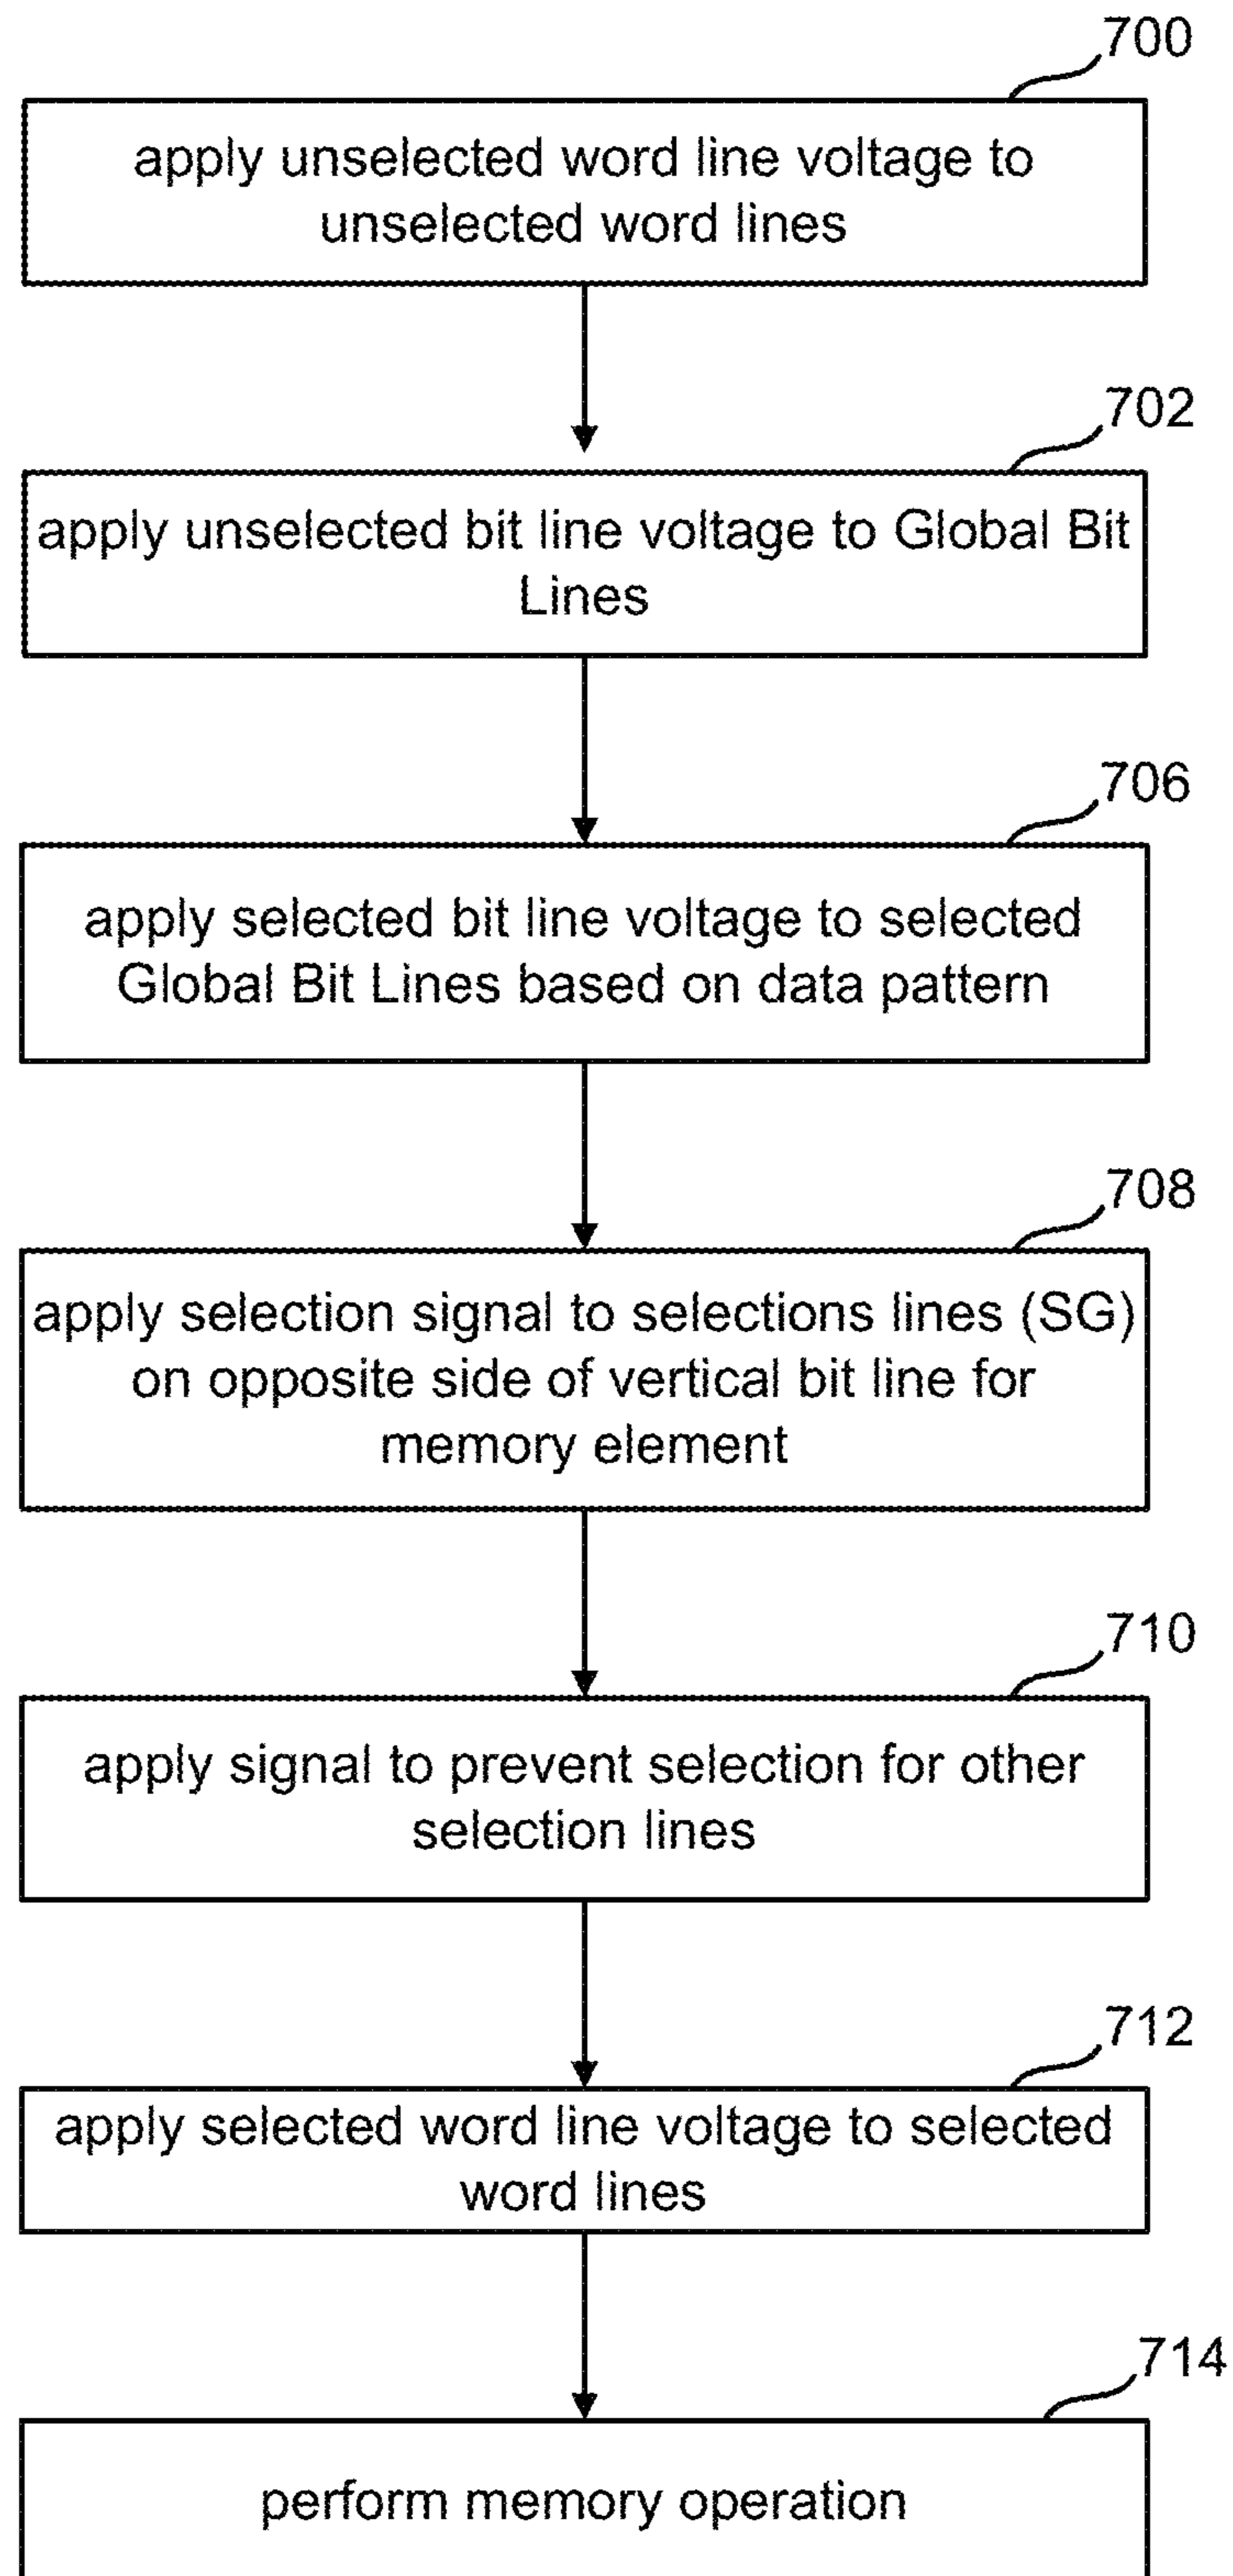 700
apply unselected word line voltage to
unselected word lines
702
apply unselected bit line voltage to Global Bit
Lines
706
apply selected bit line voltage to selected
Global Bit Lines based on data pattern
708
apply selection signal to selections lines (SG)
on opposite side of vertical bit line for
memory element
710
apply signal to prevent selection for other
selection lines
712
apply selected word line voltage to selected
word lines
714
perform memory operation